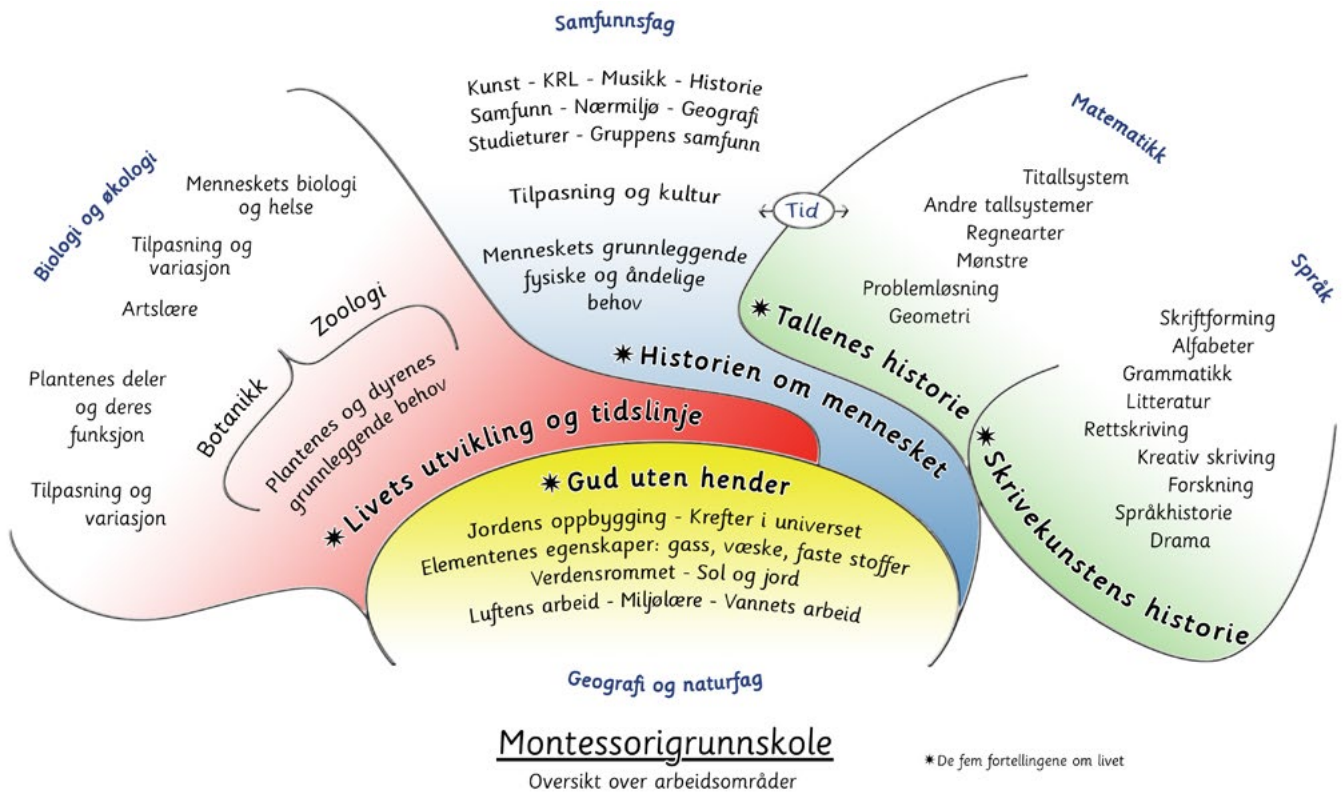 Samfunnsfag
Kunst - KRL - Musikk - Historie
Samfunn - Nærmiljø - Geografi
Studieturer - Gruppens samfunn
Tilpasning og kultur
Menneskets grunnleggende
fysiske og åndelige
behov
✷ Historien om mennesket
Biologi og økologi
Menneskets biologi
og helse
Tilpasning og
variasjon
Artslære
Plantenes deler
og deres
funksjon
Tilpasning og
variasjon
Botanikk
Zoologi
Plantenes og dyrenes
grunnleggende behov
✷ Livets utvikling og tidslinje
Tid
Matematikk
Titallsystem
Andre tallsystemer
Regnearter
Mønstre
Problemløsning
Geometri
✷ Tallenes historie
Språk
Skriftforming
Alfabeter
Grammatikk
Litteratur
Rettskriving
Kreativ skriving
Forskning
Språkhistorie
Drama
✷ Skrivekunstens historie
✷ Gud uten hender
Jordens oppbygging - Krefter i universet
Elementenes egenskaper: gass, væske, faste stoffer
Verdensrommet - Sol og jord
Luftens arbeid - Miljølære - Vannets arbeid
Geografi og naturfag
Montessorigrunnskole
Oversikt over arbeidsområder
✷ De fem fortellingene om livet